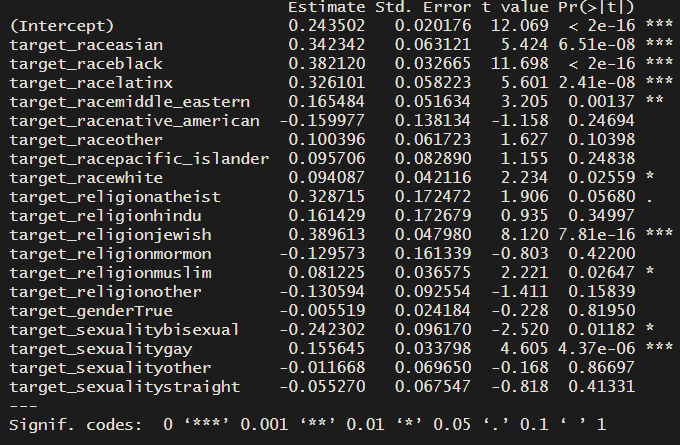 Estimate Std. Error t value Pr(>|t|)
(Intercept) 0.243502 0.020176 12.069 < 2e-16 ***
target_raceasian 0.342342 0.063121 5.424 6.51e-08 ***
target_raceblack 0.382120 0.032665 11.698 < 2e-16 ***
target_racelatinx 0.326101 0.058223 5.601 2.41e-08 ***
target_racemiddle_eastern 0.165484 0.051634 3.205 0.00137 **
target_racenative_american -0.159977 0.138134 -1.158 0.24694
target_raceother 0.100396 0.061723 1.627 0.10398
target_racepacific_islander 0.095706 0.082890 1.155 0.24838
target_racewhite 0.094087 0.042116 2.234 0.02559 *
target_religionatheist 0.328715 0.172472 1.906 0.05680 .
target_religionhindu 0.161429 0.172679 0.935 0.34997
target_religionjewish 0.389613 0.047980 8.120 7.81e-16 ***
target_religionmormon -0.129573 0.161339 -0.803 0.42200
target_religionmuslim 0.081225 0.036575 2.221 0.02647 *
target_religionother -0.130594 0.092554 -1.411 0.15839
target_genderTrue -0.005519 0.024184 -0.228 0.81950
target_sexualitybisexual -0.242302 0.096170 -2.520 0.01182 *
target_sexualitygay 0.155645 0.033798 4.605 4.37e-06 ***
target_sexualityother -0.011668 0.069650 -0.168 0.86697
target_sexualitystraight -0.055270 0.067547 -0.818 0.41331
---
Signif. codes: 0 ‘***’ 0.001 ‘**’ 0.01 ‘*’ 0.05 ‘.’ 0.1 ‘ ’ 1